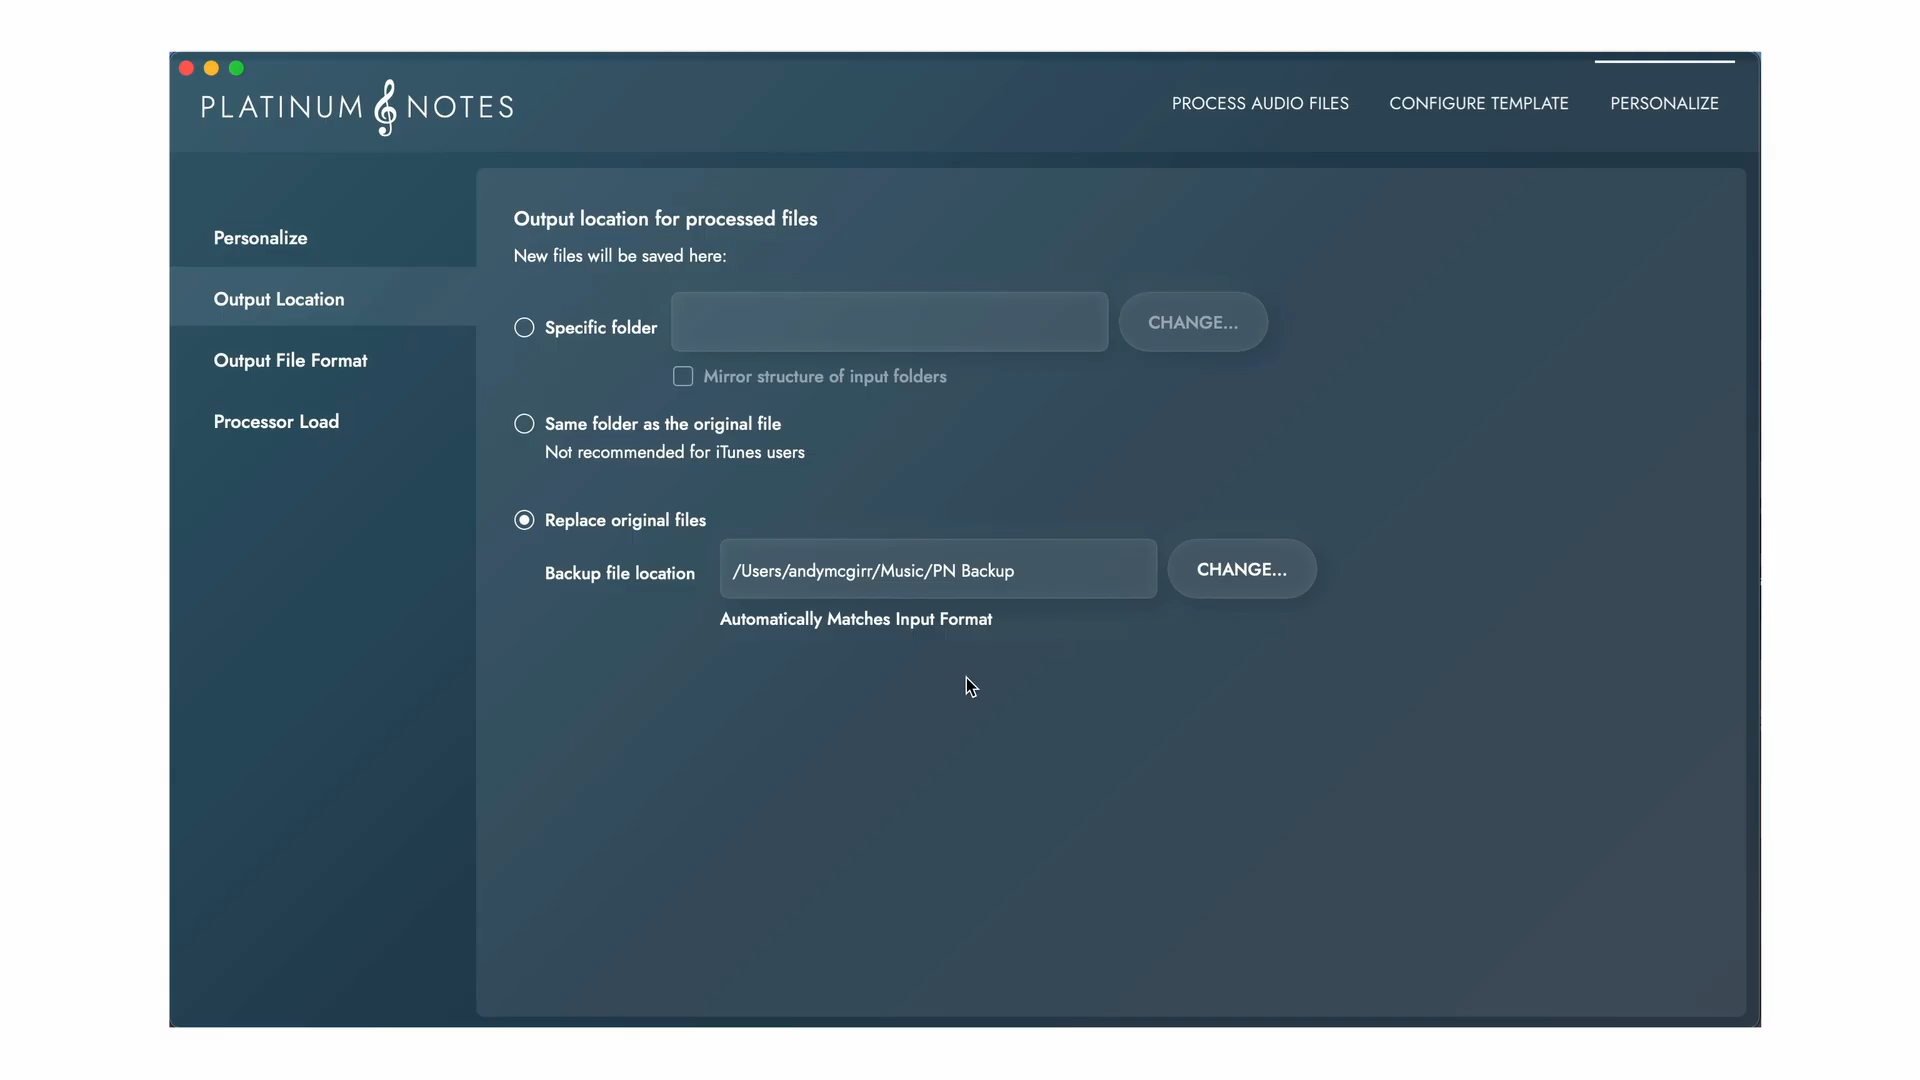 PLATINUM NOTES
PROCESS AUDIO FILES
CONFIGURE TEMPLATE
PERSONALIZE
Personalize
Output Location
Output File Format
Processor Load
Output location for processed files
New files will be saved here:
Specific folder
CHANGE...
Mirror structure of input folders
Same folder as the original file
Not recommended for iTunes users
Replace original files
Backup file location
/Users/andymcgirr/Music/PN Backup
CHANGE...
Automatically Matches Input Format